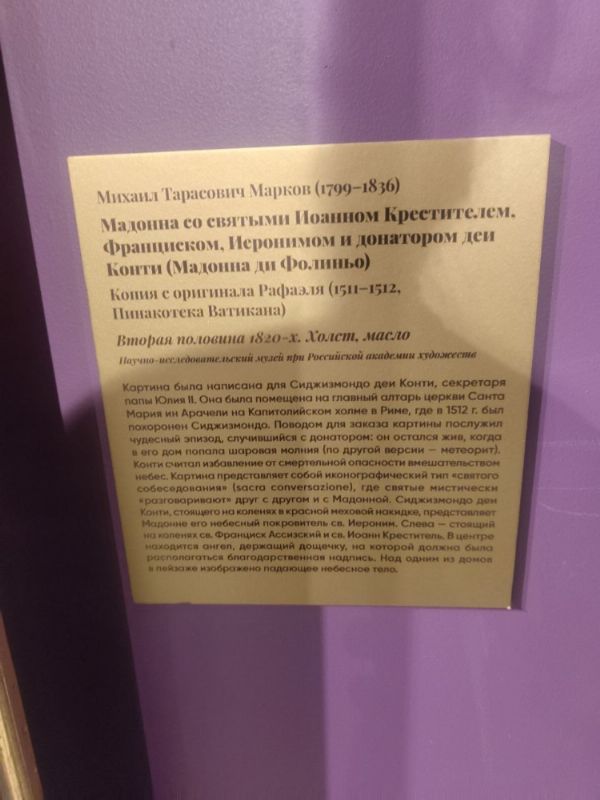 Михаил Тарасович Марков (1799–1836)
Мадонна со святыми Иоанном Крестителем,
Франциском, Иеронимом и донатором деи
Конти (Мадонна ди Фолиньо)
Копия с оригинала Рафаэля (1511–1512,
Пинакотека Ватикана)
Вторая половина 1820-х. Холст, масло
Научно-исследовательский музей при Российской академии художеств
Картина была написана для Сиджизмондо деи Конти, секретаря
папы Юлия II. Она была помещена на главный алтарь церкви Санта
Мария ин Арачели на Капитолийском холме в Риме, где в 1512 г. был
похоронен Сиджизмондо. Поводом для заказа картины послужил
чудесный эпизод, случившийся с донатором: он остался жив, когда
в его дом попала шаровая молния (по другой версии – метеорит).
Конти считал избавление от смертельной опасности вмешательством
небес. Картина представляет собой иконографический тип «святого
собеседования» (sacra conversazione), где святые мистически
«разговаривают» друг с другом и с Мадонной. Сиджизмондо деи
Конти, стоящего на коленях в красной меховой накидке, представляет
Мадонне его небесный покровитель св. Иероним. Слева – стоящий
на коленях св. Франциск Ассизский и св. Иоанн Креститель. В центре
находится ангел, держащий дощечку, на которой должна была
располагаться благодарственная надпись. Над одним из домов
в пейзаже изображено падающее небесное тело.